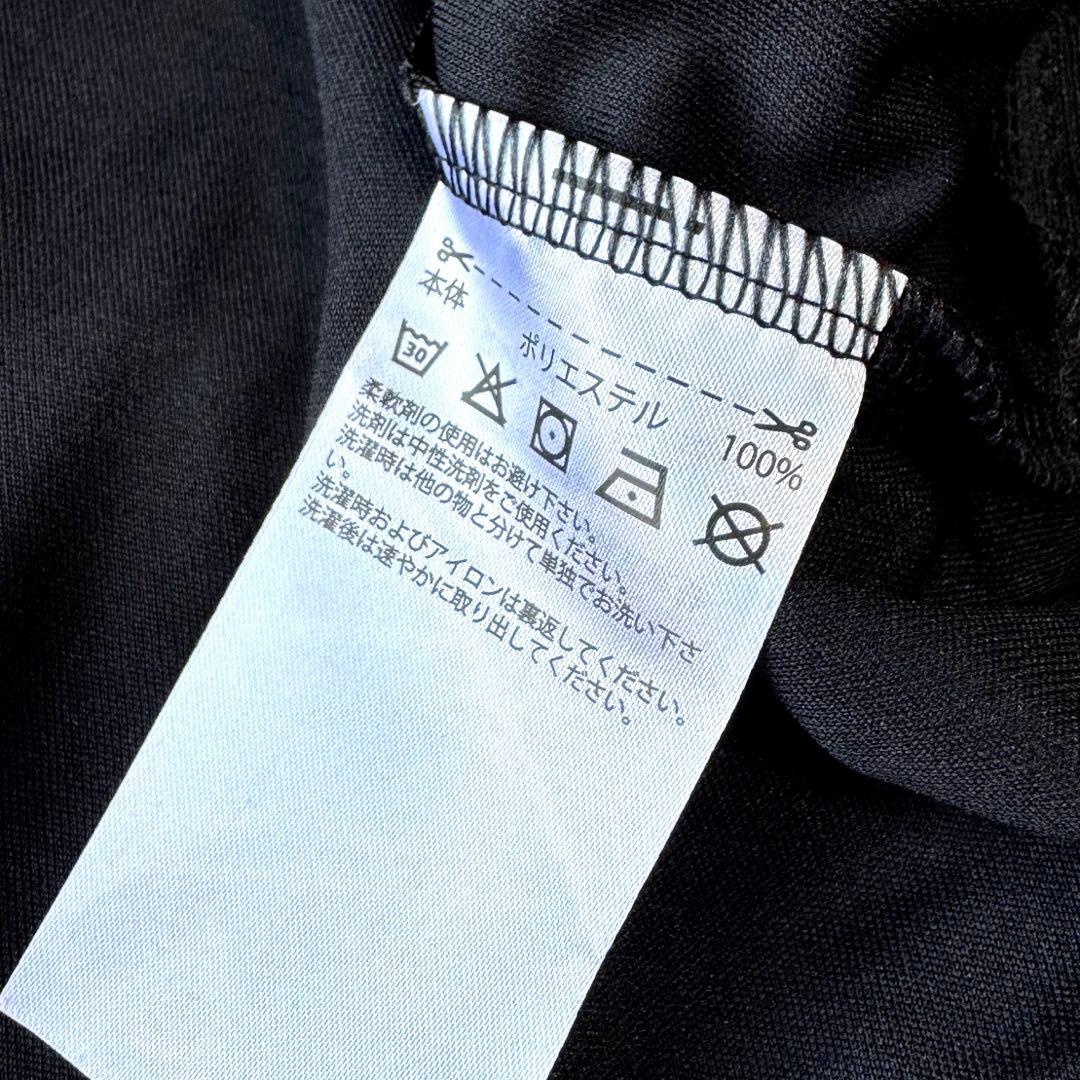 本体 ポリエステル 100%
30
柔軟剤の使用はお避け下さい。
洗剤は中性洗剤をご使用ください。
洗濯時は他の物と分けて単独でお洗い下さ
い。
洗濯時およびアイロンは裏返してください。
洗濯後は速やかに取り出してください。